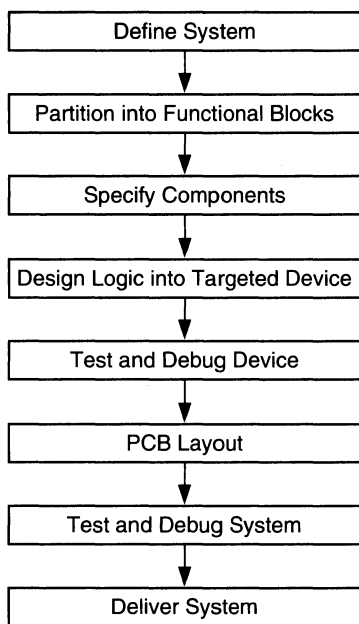 Define System
Partition into Functional Blocks
Specify Components
Design Logic into Targeted Device
Test and Debug Device
PCB Layout
Test and Debug System
Deliver System